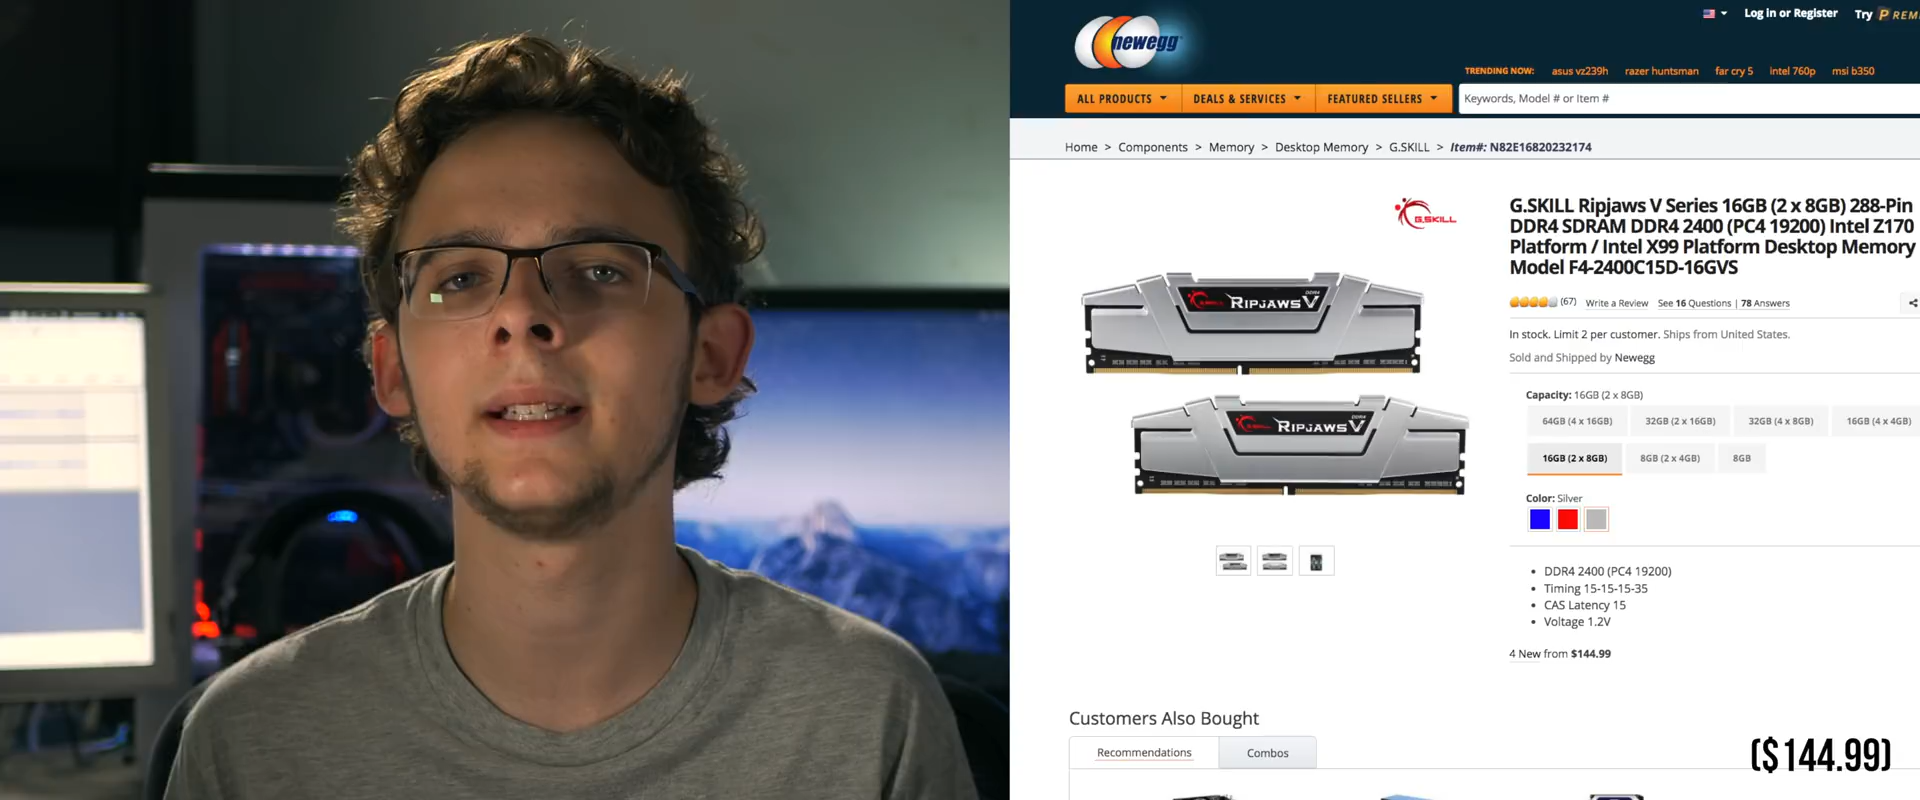 Log in or Register
Try PREMI
newegg
TRENDING NOW: asus vz239h razer huntsman far cry 5 intel 760p msi b350
ALL PRODUCTS DEALS & SERVICES FEATURED SELLERS Keywords, Model # or Item #
Home > Components > Memory > Desktop Memory > G.SKILL > Item#: N82E16820232174
G.SKILL
G.SKILL Ripjaws V Series 16GB (2 x 8GB) 288-Pin
DDR4 SDRAM DDR4 2400 (PC4 19200) Intel Z170
Platform / Intel X99 Platform Desktop Memory
Model F4-2400C15D-16GVS
(67) Write a Review See 16 Questions | 78 Answers
In stock. Limit 2 per customer. Ships from United States.
Sold and Shipped by Newegg
DDR4
RIPJAWS V
DDR4
RIPJAWS V
Capacity: 16GB (2 x 8GB)
64GB (4 x 16GB) 32GB (2 x 16GB) 32GB (4 x 8GB) 16GB (4 x 4GB)
16GB (2 x 8GB) 8GB (2 x 4GB) 8GB
Color: Silver
• DDR4 2400 (PC4 19200)
• Timing 15-15-15-35
• CAS Latency 15
• Voltage 1.2V
4 New from $144.99
Customers Also Bought
Recommendations Combos
($144.99)